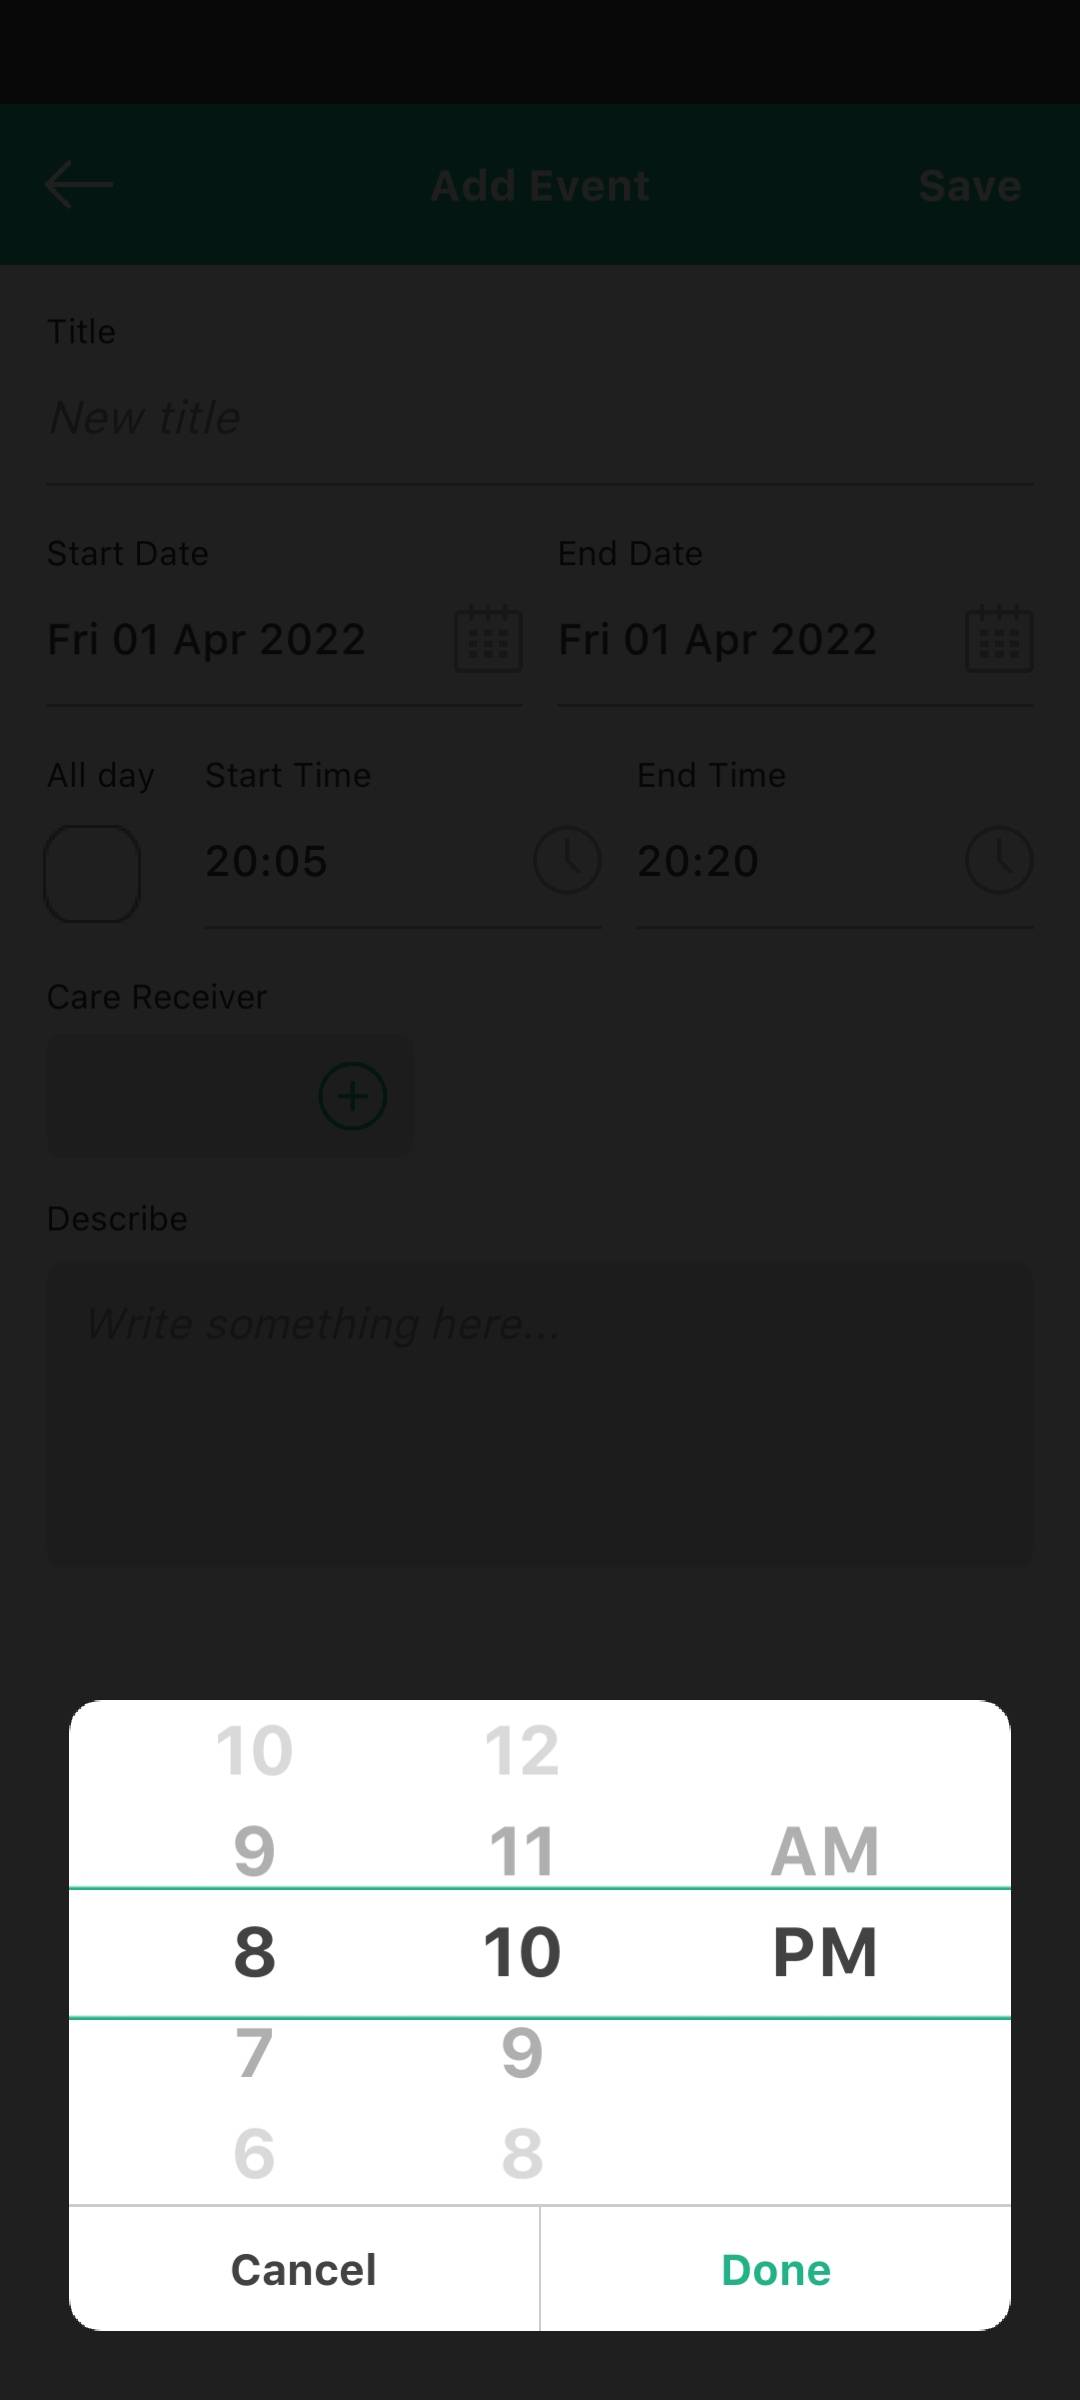 Add Event Save
Title
New title
Start Date End Date
Fri 01 Apr 2022 Fri 01 Apr 2022
All day Start Time End Time
20:05 20:20
Care Receiver
Describe
Write something here...
10 12
9 11 AM
8 10 PM
7 9
6 8
Cancel Done